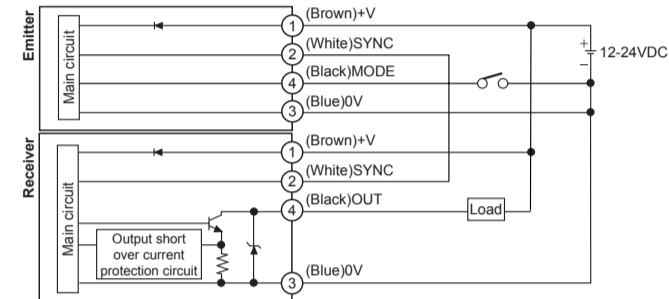 Emitter
Main circuit
1
(Brown)+V
2
(White)SYNC
4
(Black)MODE
3
(Blue)0V
+
−
12-24VDC
Receiver
Main circuit
1
(Brown)+V
2
(White)SYNC
4
(Black)OUT
Load
Output short
over current
protection circuit
3
(Blue)0V